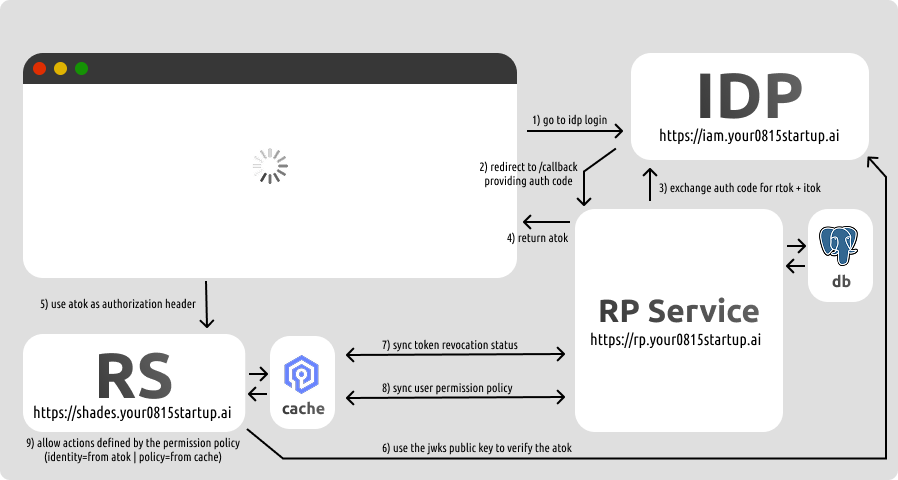 IDP
https://iam.your0815startup.ai
1) go to idp login
2) redirect to /callback
providing auth code
3) exchange auth code for rtok + itok
4) return atok
db
RP Service
https://rp.your0815startup.ai
5) use atok as authorization header
RS
https://shades.your0815startup.ai
cache
7) sync token revocation status
8) sync user permission policy
9) allow actions defined by the permission policy
(identity=from atok | policy=from cache)
6) use the jwks public key to verify the atok